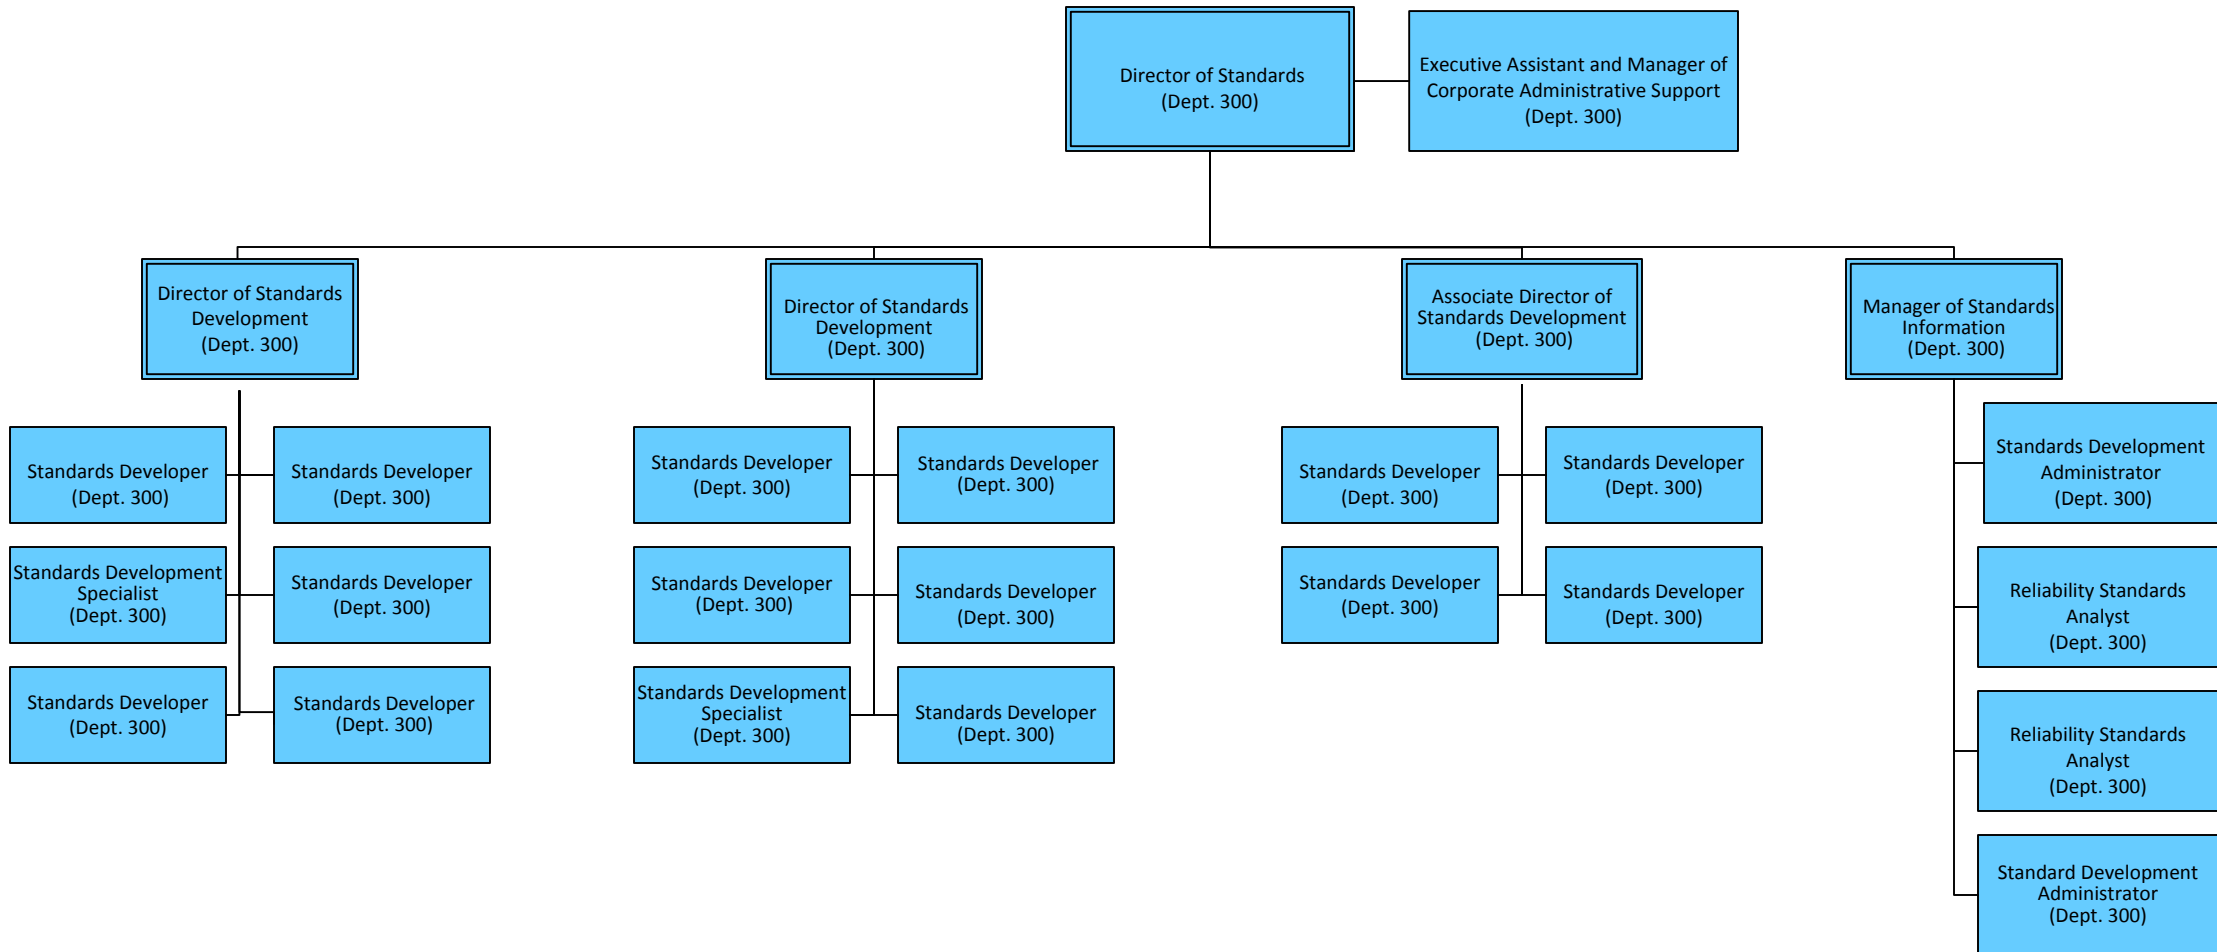 Director of Standards
(Dept. 300)
Executive Assistant and Manager of
Corporate Administrative Support
(Dept. 300)
Director of Standards
Development
(Dept. 300)
Director of Standards
Development
(Dept. 300)
Associate Director of
Standards Development
(Dept. 300)
Manager of Standards
Information
(Dept. 300)
Standards Developer
(Dept. 300)
Standards Developer
(Dept. 300)
Standards Development
Specialist
(Dept. 300)
Standards Developer
(Dept. 300)
Standards Developer
(Dept. 300)
Standards Developer
(Dept. 300)
Standards Developer
(Dept. 300)
Standards Developer
(Dept. 300)
Standards Developer
(Dept. 300)
Standards Developer
(Dept. 300)
Standards Development
Specialist
(Dept. 300)
Standards Developer
(Dept. 300)
Standards Developer
(Dept. 300)
Standards Developer
(Dept. 300)
Standards Developer
(Dept. 300)
Standards Developer
(Dept. 300)
Standards Development
Administrator
(Dept. 300)
Reliability Standards
Analyst
(Dept. 300)
Reliability Standards
Analyst
(Dept. 300)
Standard Development
Administrator
(Dept. 300)